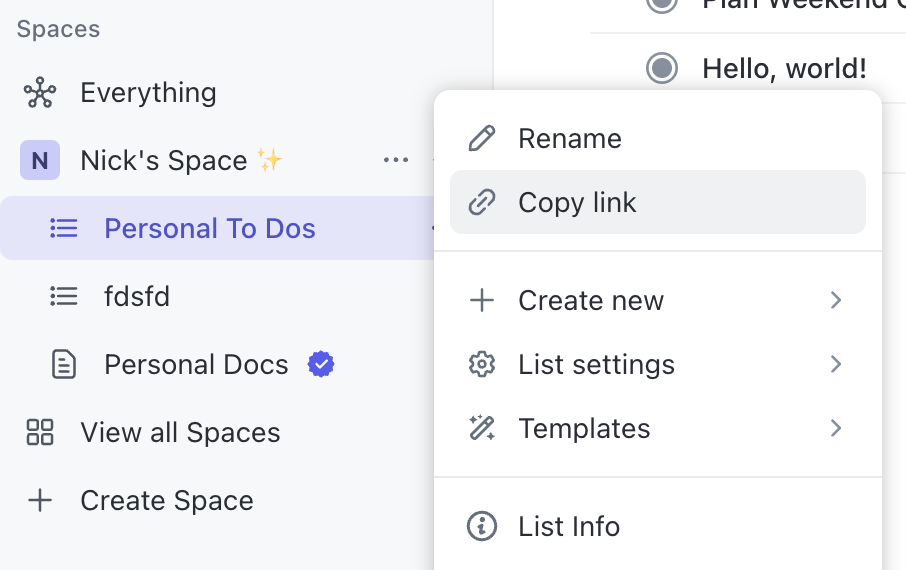 Spaces
Everything
N Nick's Space ✨
Personal To Dos
fdsfd
Personal Docs
View all Spaces
Create Space
Plan Weekend
Hello, world!
Rename
Copy link
Create new
List settings
Templates
List Info